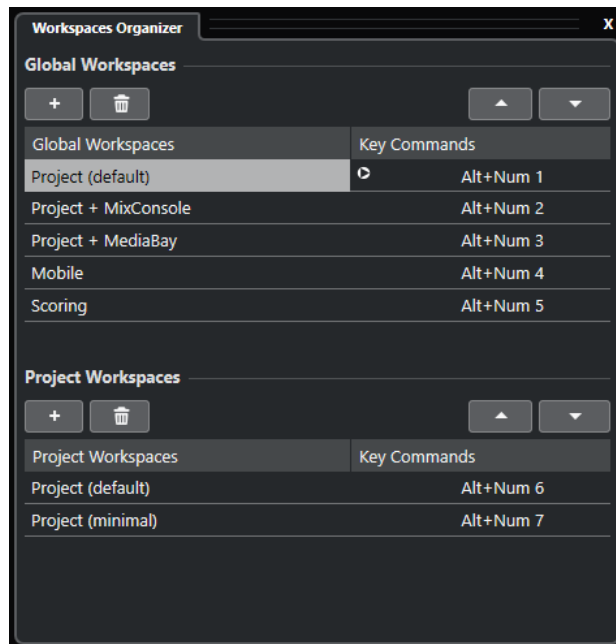 Workspaces Organizer X
Global Workspaces
+
Global Workspaces Key Commands
Project (default) Alt+Num 1
Project + MixConsole Alt+Num 2
Project + MediaBay Alt+Num 3
Mobile Alt+Num 4
Scoring Alt+Num 5
Project Workspaces
+
Project Workspaces Key Commands
Project (default) Alt+Num 6
Project (minimal) Alt+Num 7